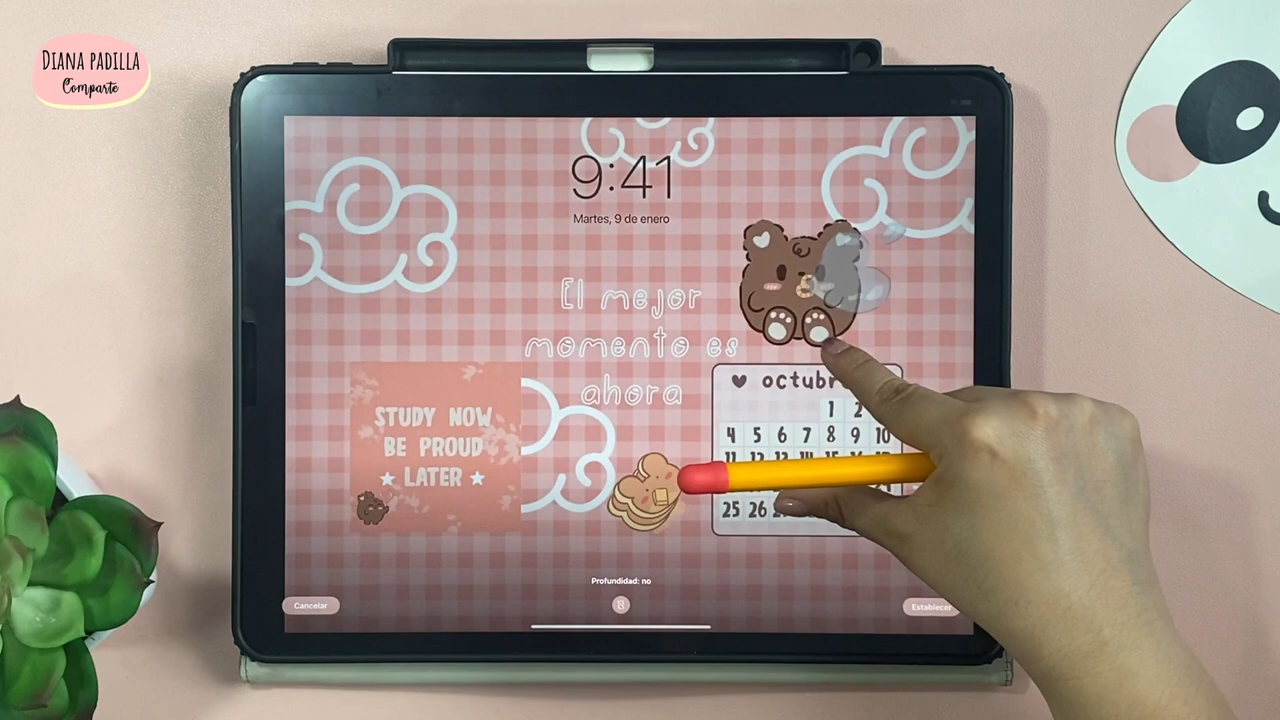 DIANA PADILLA
Comparte
9:41
Martes, 9 de enero
El mejor
momento es
ahora
STUDY NOW
BE PROUD
LATER
octubr
1 2
4 5 6 7 8 9 10
25 26
Profundidad: no
Cancelar
Establecer